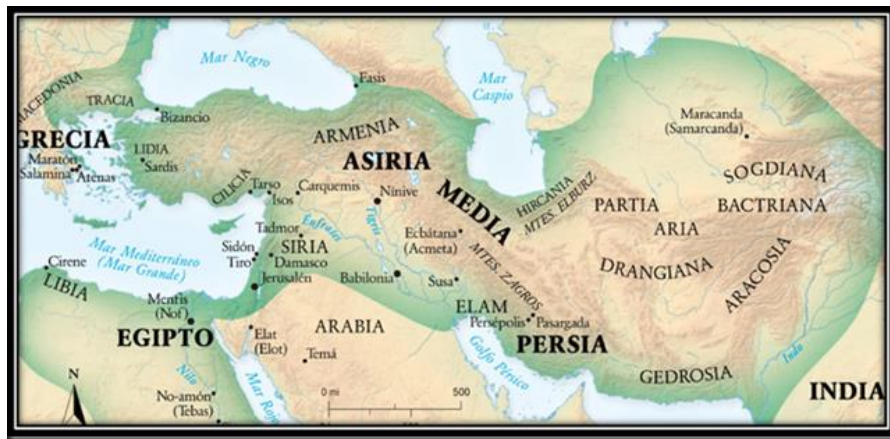 Mar Negro
Fasis
Mar
Caspio
MACEDONIA
TRACIA
Bizancio
ARMENIA
Maracanda
(Samarcanda)
GRECIA
Maratón
Salamina
Atenas
LIDIA
Sardis
ASIRIA
SOGDIANA
CILICIA
Tarso
Isos
Carquemis
Nínive
MEDIA
HIRCANIA
MTES. ELBURZ
PARTIA
BACTRIANA
ARIA
Tadmor
Éufrates
Tigris
Ecbátana
(Acmeta)
MTES. ZAGROS
DRANGIANA
ARACOSIA
Mar Mediterráneo
(Mar Grande)
Sidón
Tiro
SIRIA
Damasco
Cirene
LIBIA
Jerusalén
Babilonia
Susa
ELAM
Persépolis
Pasargada
PERSIA
Menfis
(Nof)
EGIPTO
Elat
(Elot)
ARABIA
Temá
Golfo Pérsico
GEDROSIA
Indo
INDIA
N
Nilo
No-amón
(Tebas)
Mar Rojo
0 mi
500